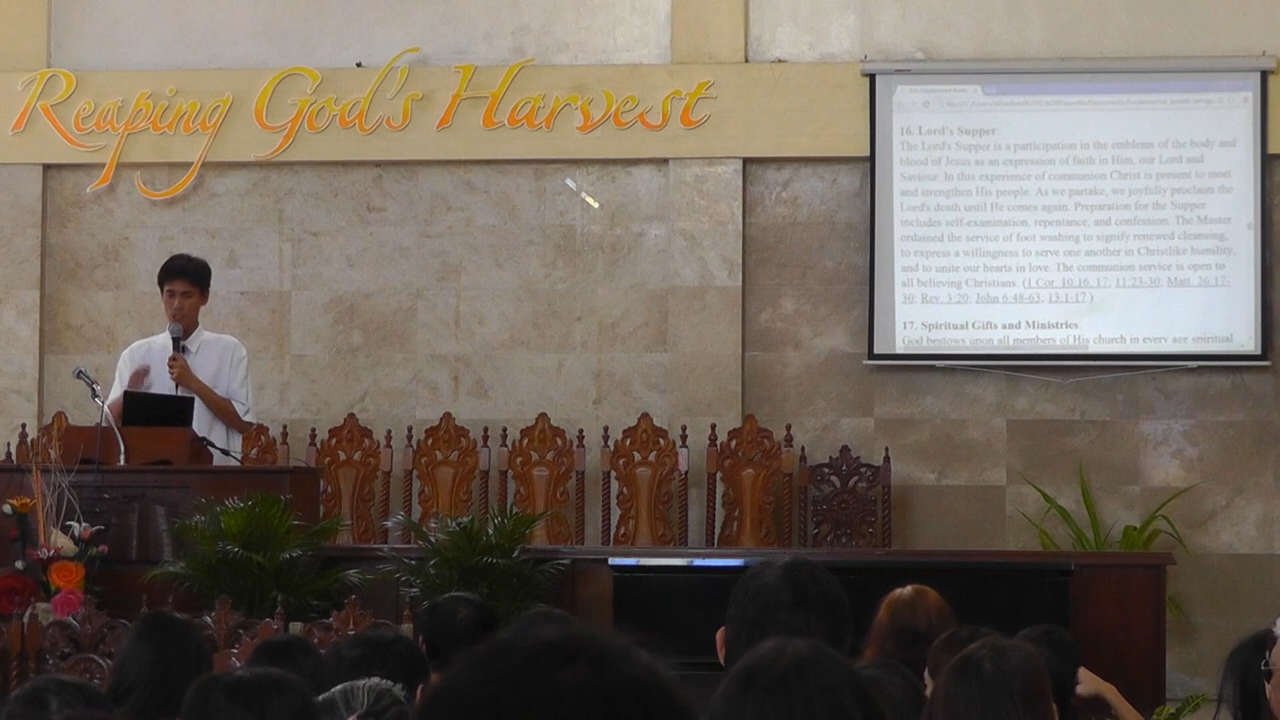 Reaping God's Harvest
16. Lord's Supper
The Lord's Supper is a participation in the emblems of the body and
blood of Jesus as an expression of faith in Him, our Lord and
Saviour. In this experience of communion Christ is present to meet
and strengthen His people. As we partake, we joyfully proclaim the
Lord's death until He comes again. Preparation for the Supper
includes self-examination, repentance, and confession. The Master
ordained the service of foot washing to signify renewed cleansing,
to express a willingness to serve one another in Christlike humility,
and to unite our hearts in love. The communion service is open to
all believing Christians. (1 Cor. 10:16, 17; 11:23-30; Matt. 26:17-
30; Rev. 3:20; John 6:48-63; 13:1-17.)
17. Spiritual Gifts and Ministries
God bestows upon all members of His church in every age spiritual